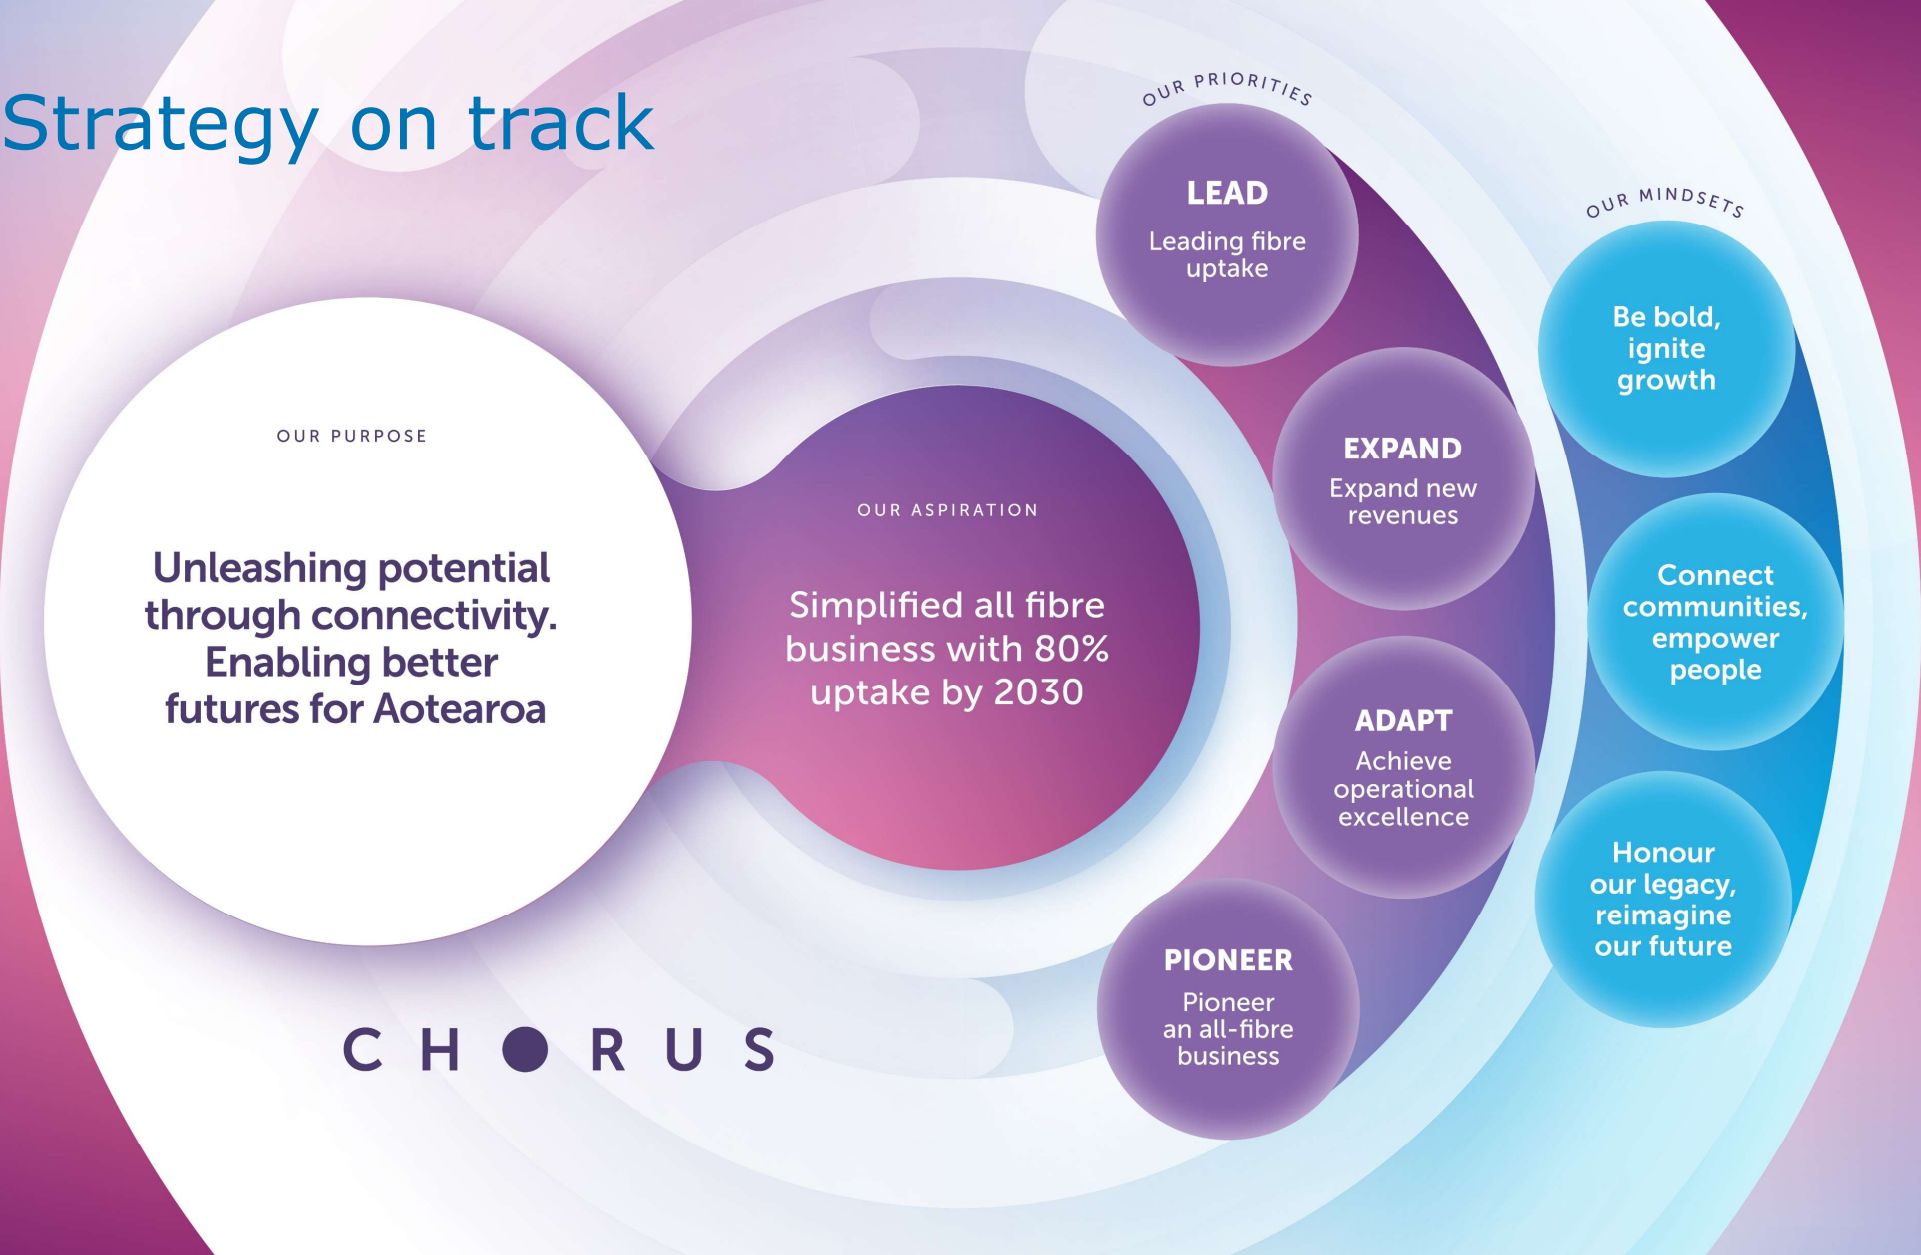 Strategy on track
OUR PURPOSE
Unleashing potential
through connectivity.
Enabling better
futures for Aotearoa
OUR ASPIRATION
Simplified all fibre
business with 80%
uptake by 2030
OUR PRIORITIES
LEAD
Leading fibre
uptake
EXPAND
Expand new
revenues
ADAPT
Achieve
operational
excellence
PIONEER
Pioneer
an all-fibre
business
OUR MINDSETS
Be bold,
ignite
growth
Connect
communities,
empower
people
Honour
our legacy,
reimagine
our future
CHORUS